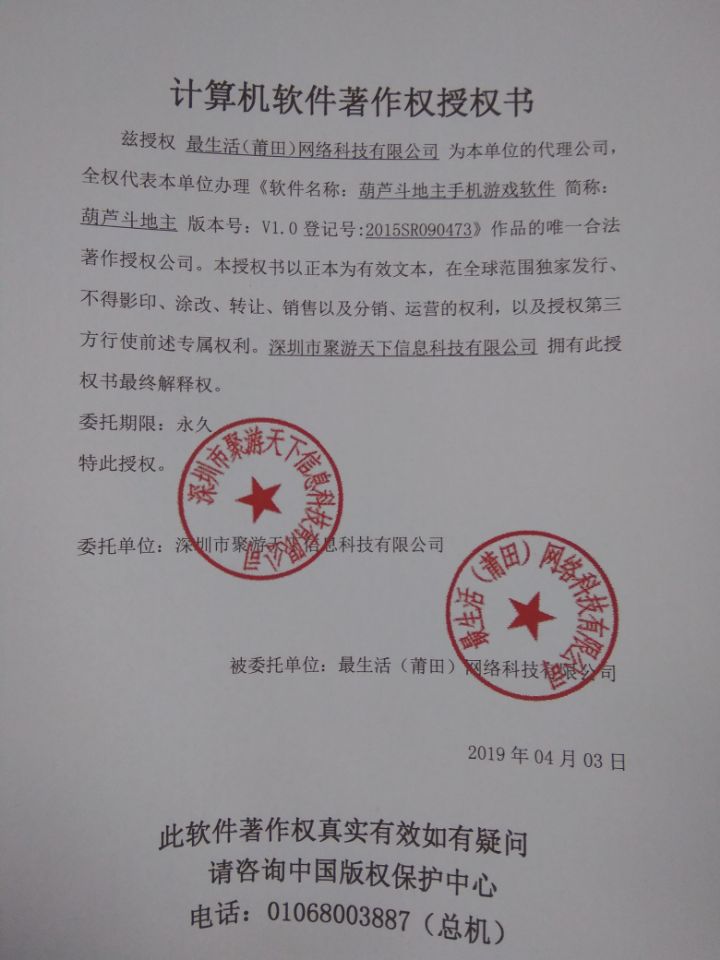 计算机软件著作权授权书
兹授权 最生活(莆田)网络科技有限公司 为本单位的代理公司，
全权代表本单位办理《软件名称：葫芦斗地主手机游戏软件 简称：
葫芦斗地主 版本号：V1.0 登记号:2015SR090473》作品的唯一合法
著作授权公司。本授权书以正本为有效文本，在全球范围独家发行、
不得影印、涂改、转让、销售以及分销、运营的权利，以及授权第三
方行使前述专属权利。深圳市聚游天下信息科技有限公司 拥有此授
权书最终解释权。
委托期限：永久
特此授权。
深圳市聚游天下信息科技有限公司
委托单位：深圳市聚游天下信息科技有限公司
最生活（莆田）网络科技有限公司
被委托单位：最生活（莆田）网络科技有限公司
2019 年 04 月 03 日
此软件著作权真实有效如有疑问
请咨询中国版权保护中心
电话：01068003887（总机）